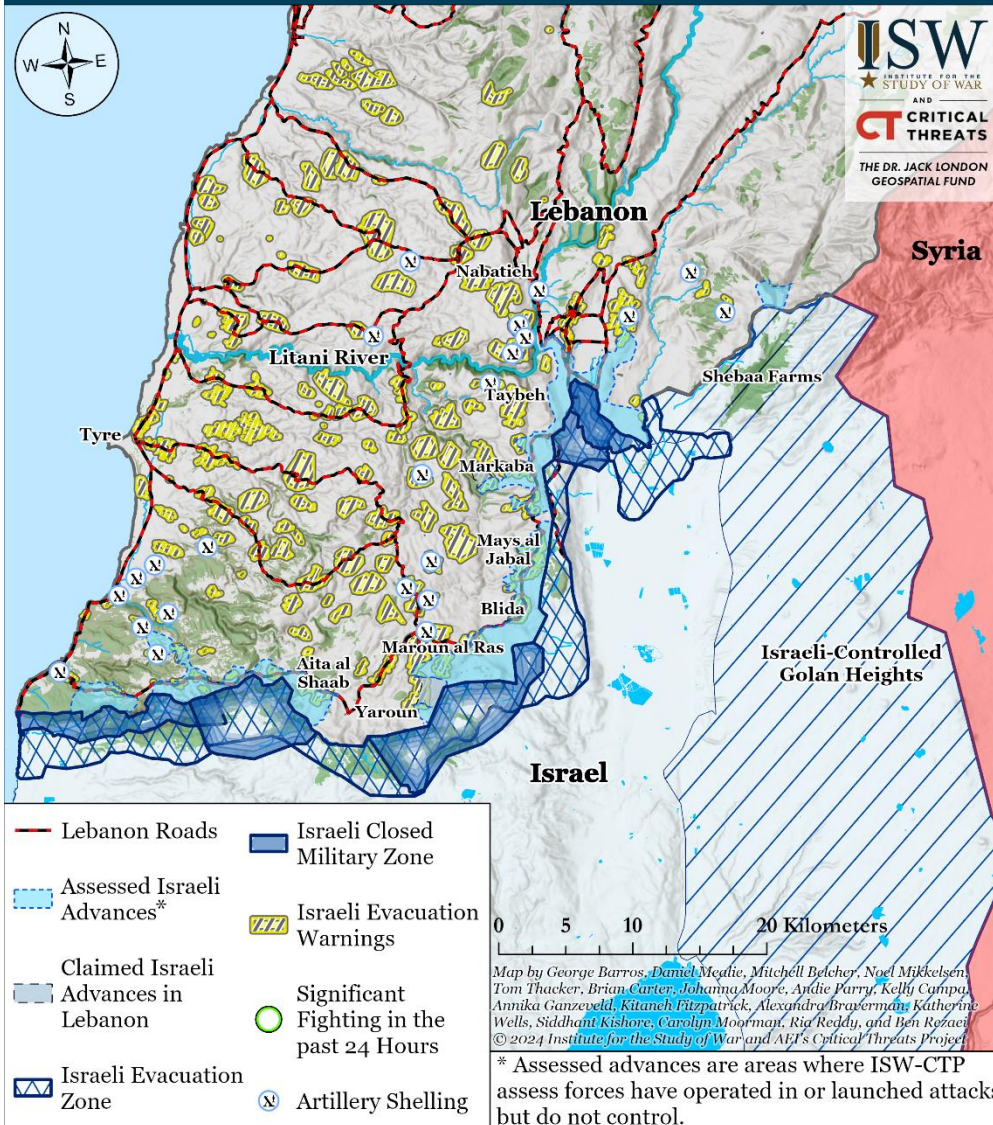 N
W E
S
ISW
INSTITUTE FOR THE
STUDY OF WAR
AND
CT CRITICAL
THREATS
THE DR. JACK LONDON
GEOSPATIAL FUND
Lebanon
Syria
Nabatieh
Litani River
Taybeh
Shebaa Farms
Tyre
Markaba
Mays al
Jabal
Blida
Maroun al Ras
Aita al
Shaab
Yaroun
Israeli-Controlled
Golan Heights
Israel
Lebanon Roads
Assessed Israeli
Advances*
Claimed Israeli
Advances in
Lebanon
Israeli Evacuation
Zone
Israeli Closed
Military Zone
Israeli Evacuation
Warnings
Significant
Fighting in the
past 24 Hours
Artillery Shelling
0 5 10 20 Kilometers
Map by George Barros, Daniel Mealie, Mitchell Belcher, Noel Mikkelsen,
Tom Thacker, Brian Carter, Johanna Moore, Andie Parry, Kelly Campa,
Annika Ganzeveld, Kitaneh Fitzpatrick, Alexandra Braverman, Katherine
Wells, Siddhant Kishore, Carolyn Moorman, Ria Reddy, and Ben Rezaei
© 2024 Institute for the Study of War and AEI's Critical Threats Project
* Assessed advances are areas where ISW-CTP
assess forces have operated in or launched attacks
but do not control.